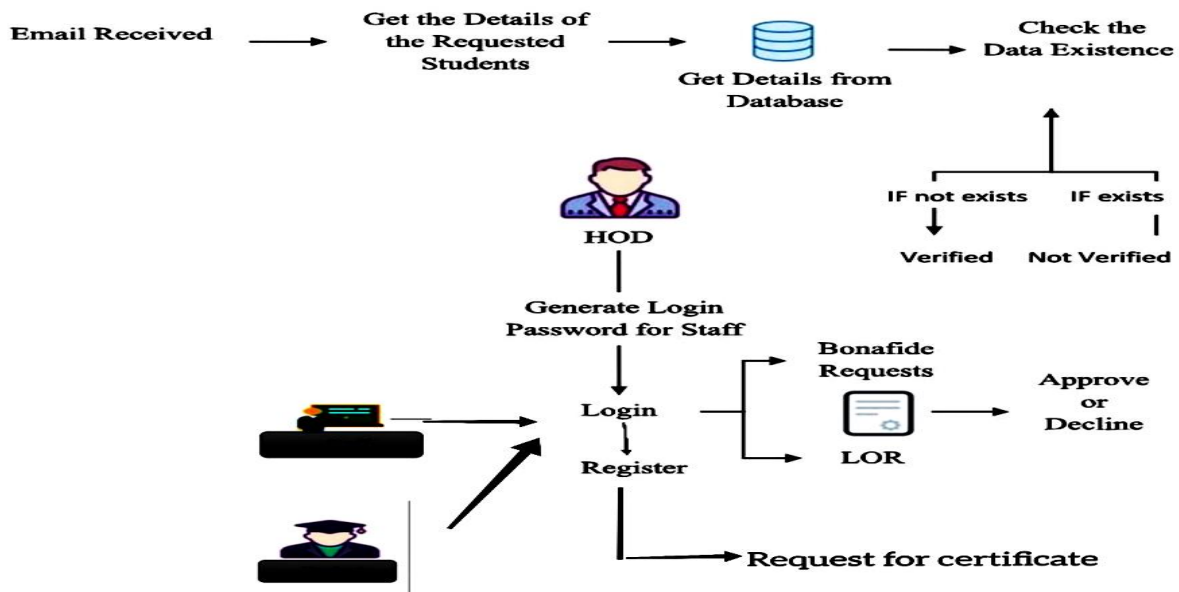 Email Received
Get the Details of
the Requested
Students
Get Details from
Database
Check the
Data Existence
IF not exists
IF exists
Verified
Not Verified
HOD
Generate Login
Password for Staff
Login
Register
Bonafide
Requests
LOR
Approve
or
Decline
Request for certificate